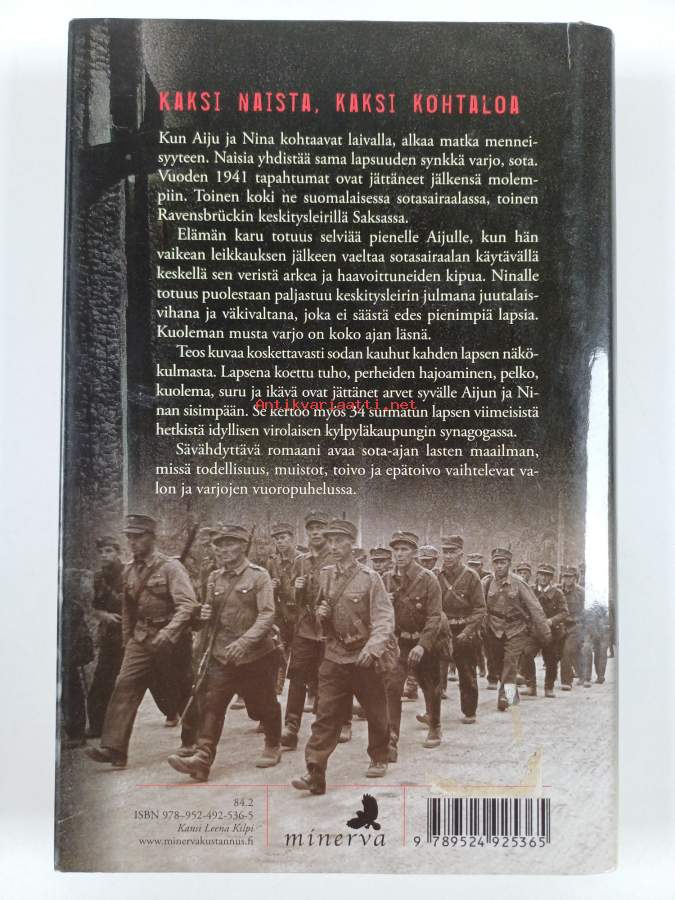 KAKSI NAISTA, KAKSI KOHTALOA
Kun Aiju ja Nina kohtaavat laivalla, alkaa matka mennei-
syyteen. Naisia yhdistää sama lapsuuden synkkä varjo, sota.
Vuoden 1941 tapahtumat ovat jättäneet jälkensä molem-
piin. Toinen koki ne suomalaisessa sotasairaalassa, toinen
Ravensbrückin keskitysleirillä Saksassa.
Elämän karu totuus selviää pienelle Aijulle, kun hän
vaikean leikkauksen jälkeen vaeltaa sotasairaalan käytävällä
keskellä sen veristä arkea ja haavoittuneiden kipua. Ninalle
totuus puolestaan paljastuu keskitysleirin julmana juutalais-
vihana ja väkivaltana, joka ei säästä edes pienimpiä lapsia.
Kuoleman musta varjo on koko ajan läsnä.
Teos kuvaa koskettavasti sodan kauhut kahden lapsen näkö-
kulmasta. Lapsena koettu tuho, perheiden hajoaminen, pelko,
kuolema, suru ja ikävä ovat jättänet arvet syvälle Aijun ja Ni-
nan sisimpään. Se kertoo myös 34 surmatun lapsen viimeisistä
Antikvariaatti.net
hetkistä idyllisen virolaisen kylpyläkaupungin synagogassa.
Sävähdyttävä romaani avaa sota-ajan lasten maailman,
missä todellisuus, muistot, toivo ja epätoivo vaihtelevat va-
lon ja varjojen vuoropuhelussa.
84.2
ISBN 978-952-492-536-5
Kansi Leena Kilpi
www.minervakustannus.fi
minerva
9 789524 925365